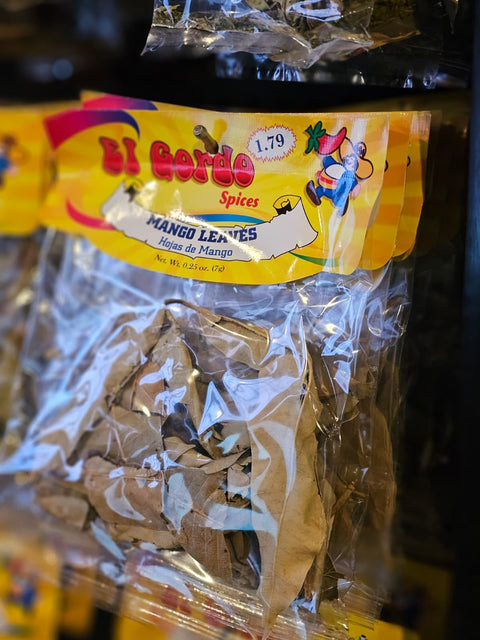 El Gordo
1.79
Spices
MANGO LEAVES
Hojas de Mango
Net. Wt. 0.25 oz. (7g)